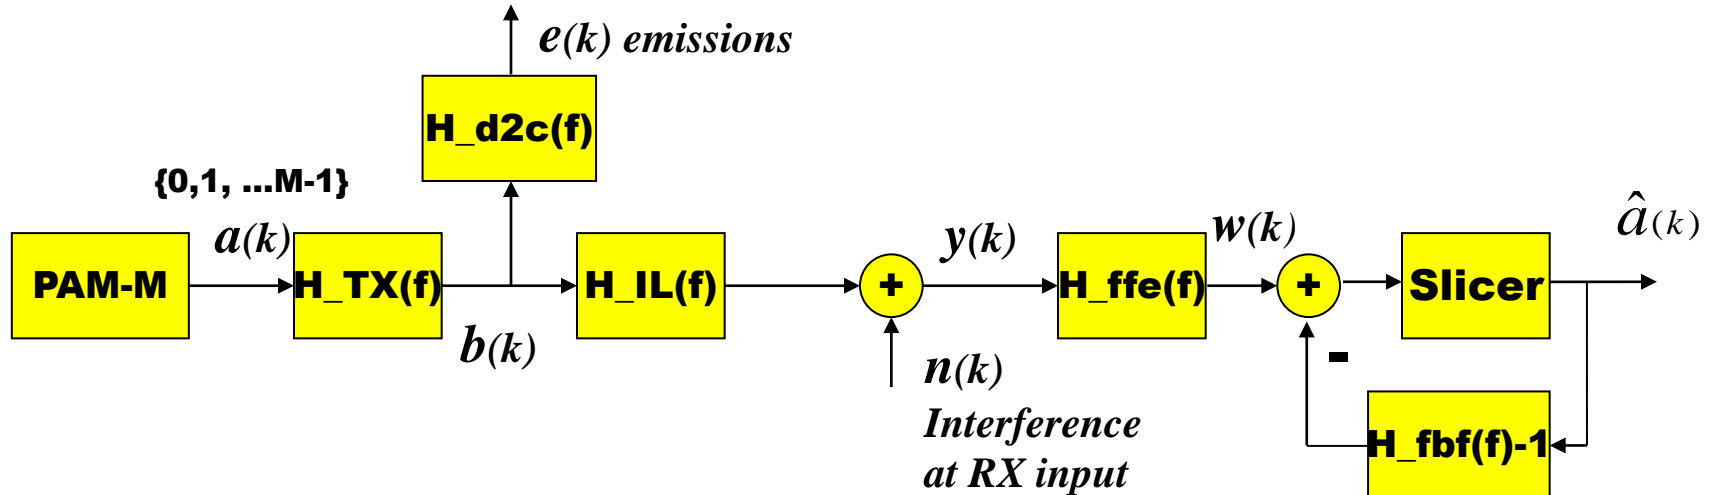 e(k) emissions
H_d2c(f)
{0,1, ...M-1}
a(k)
y(k)
w(k)
â(k)
PAM-M
H_TX(f)
H_IL(f)
+
H_ffe(f)
+
Slicer
b(k)
-
n(k)
Interference
at RX input
H_fbf(f)-1